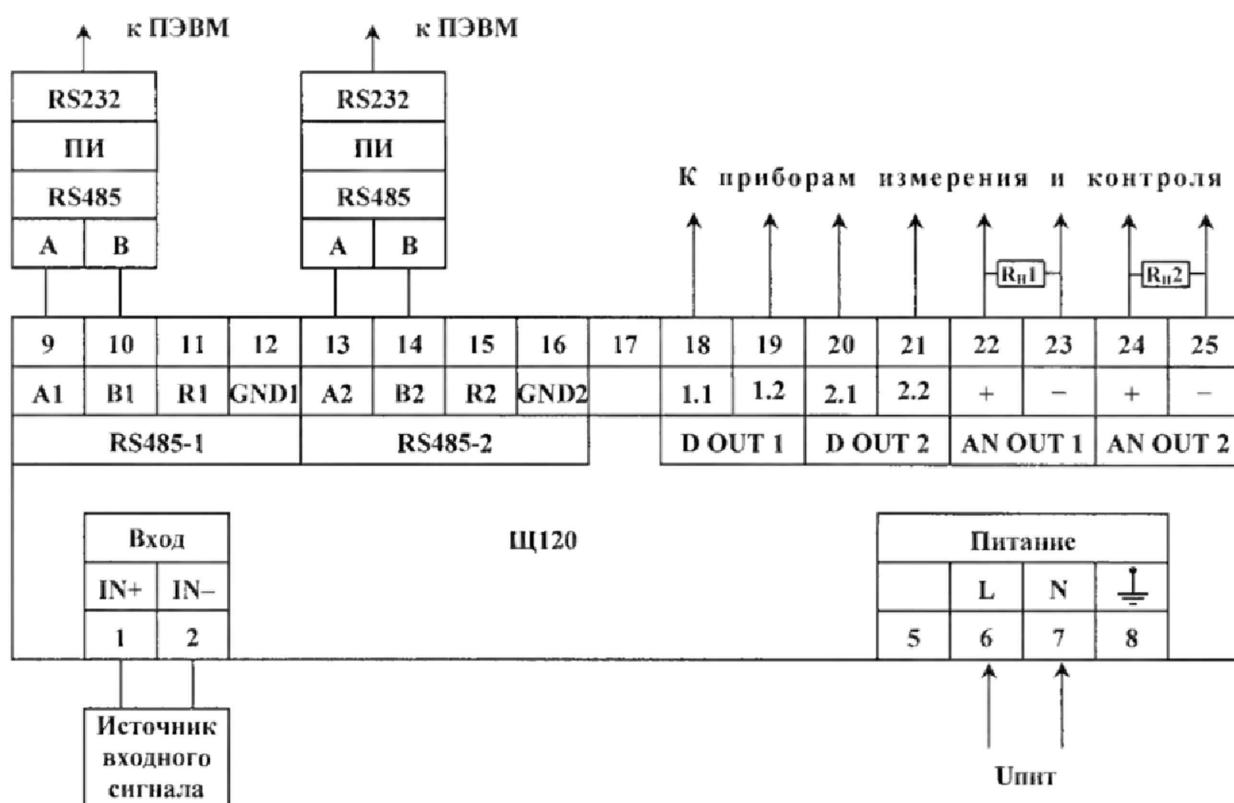 к ПЭВМ к ПЭВМ
RS232 RS232
ПИ ПИ
RS485 RS485
К приборам измерения и контроля
A B A B
Rн1 Rн2
9 10 11 12 13 14 15 16 17 18 19 20 21 22 23 24 25
A1 B1 R1 GND1 A2 B2 R2 GND2 1.1 1.2 2.1 2.2 + − + −
RS485-1 RS485-2 D OUT 1 D OUT 2 AN OUT 1 AN OUT 2
Вход Щ120 Питание
IN+ IN− L N
1 2 5 6 7 8
Источник
входного
сигнала
Uпит